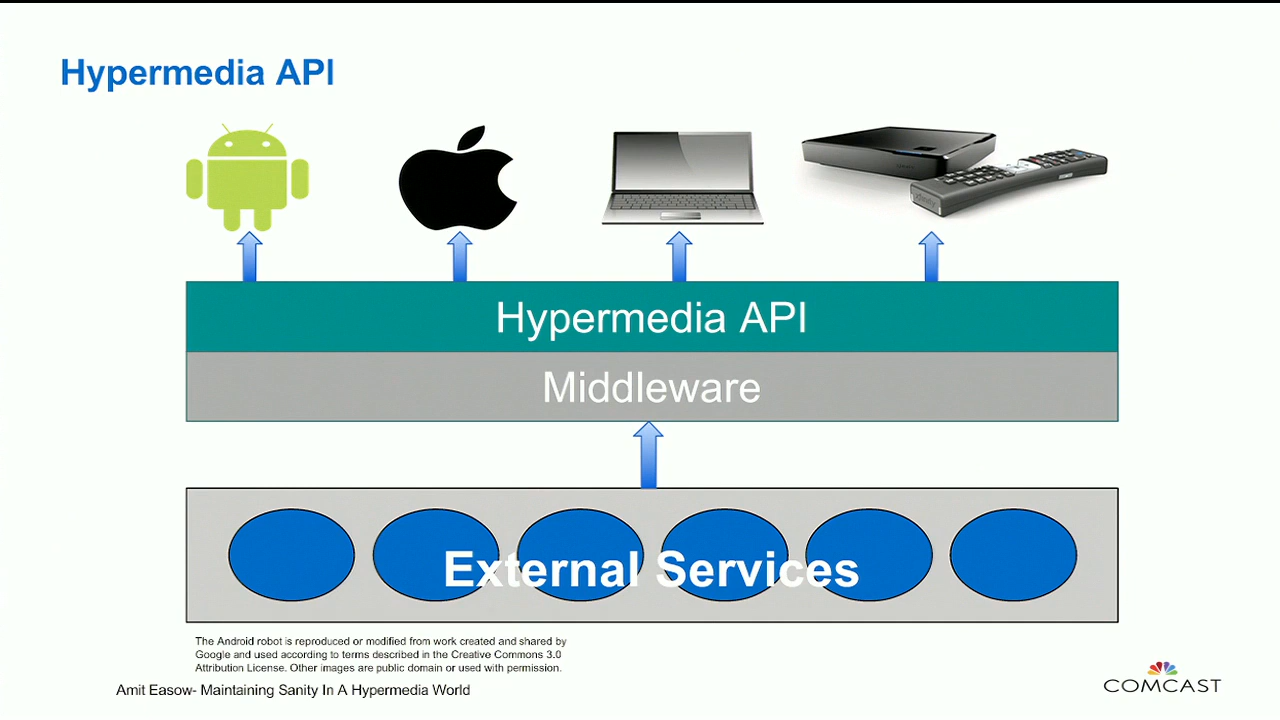 Hypermedia API
xfinity
Hypermedia API
Middleware
External Services
The Android robot is reproduced or modified from work created and shared by
Google and used according to terms described in the Creative Commons 3.0
Attribution License. Other images are public domain or used with permission.
Amit Easow- Maintaining Sanity In A Hypermedia World
COMCAST